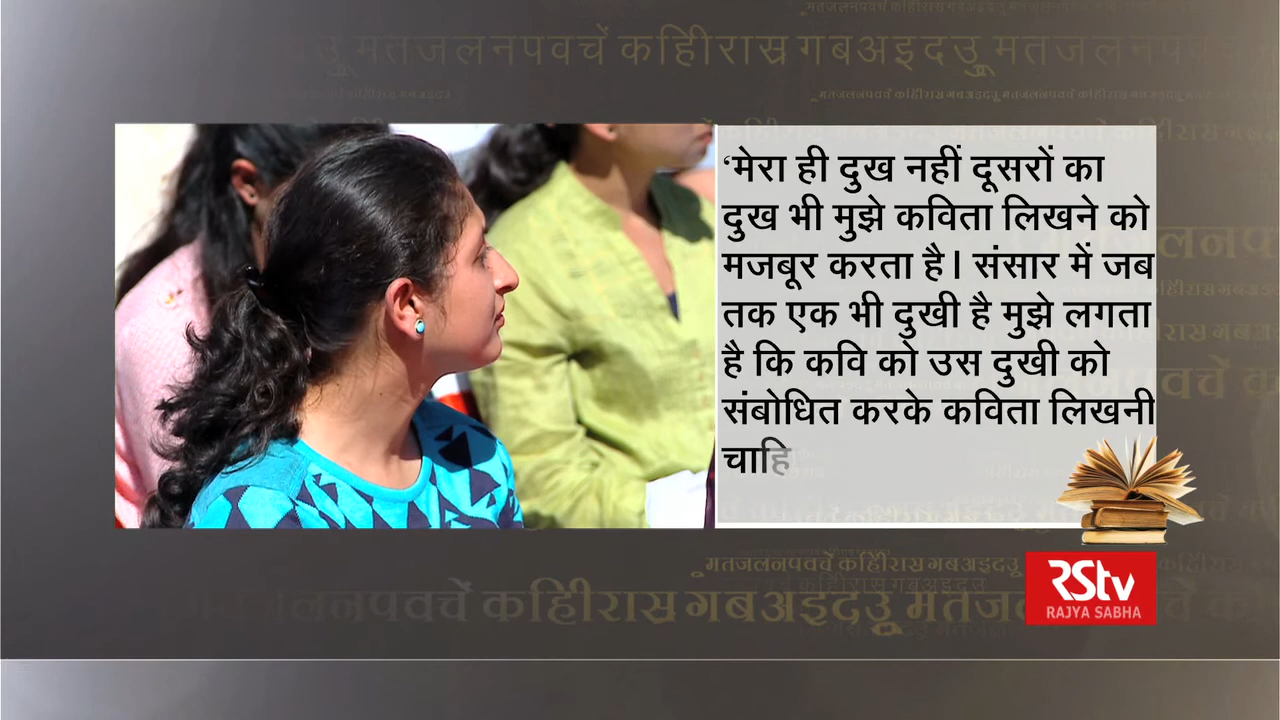 ‘मेरा ही दुख नहीं दूसरों का
दुख भी मुझे कविता लिखने को
मजबूर करता है। संसार में जब
तक एक भी दुखी है मुझे लगता
है कि कवि को उस दुखी को
संबोधित करके कविता लिखनी
चाहि
RSTV
RAJYA SABHA